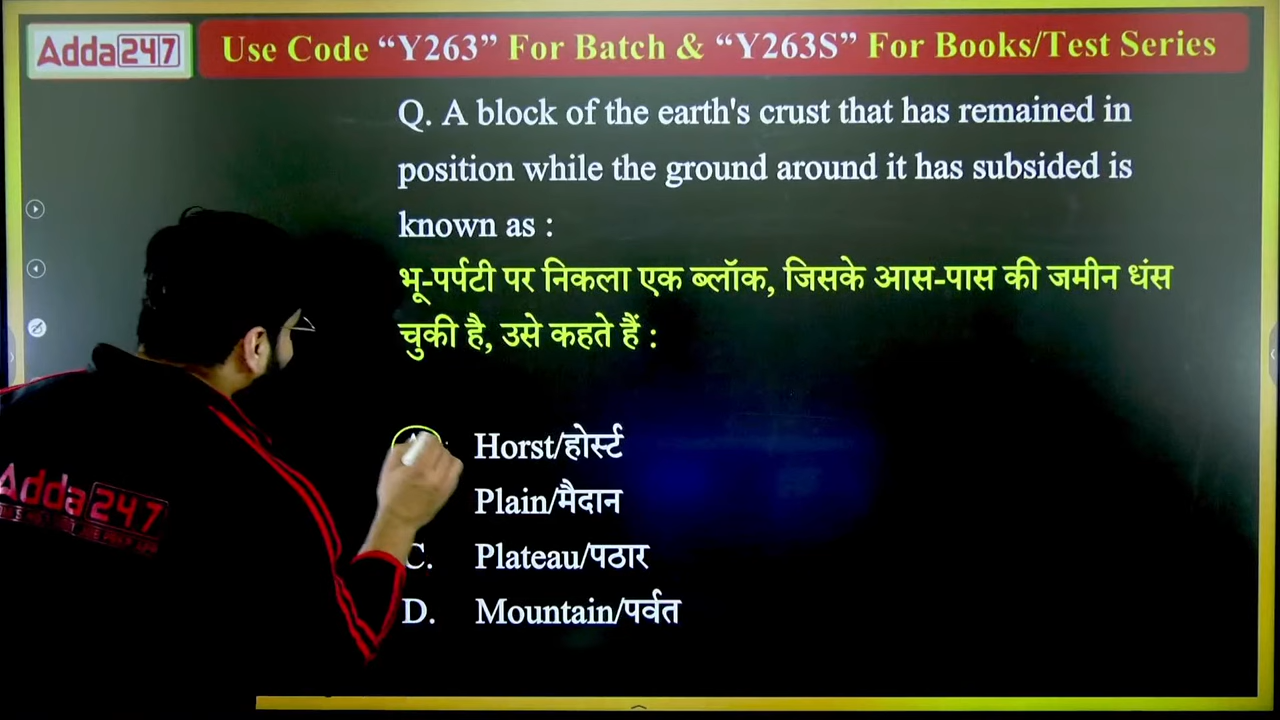 Adda247
Use Code “Y263” For Batch & “Y263S” For Books/Test Series
Q. A block of the earth's crust that has remained in
position while the ground around it has subsided is
known as :
भू-पर्पटी पर निकला एक ब्लॉक, जिसके आस-पास की जमीन धंस
चुकी है, उसे कहते हैं :
Horst/होर्स्ट
Plain/मैदान
C. Plateau/पठार
D. Mountain/पर्वत
Adda247